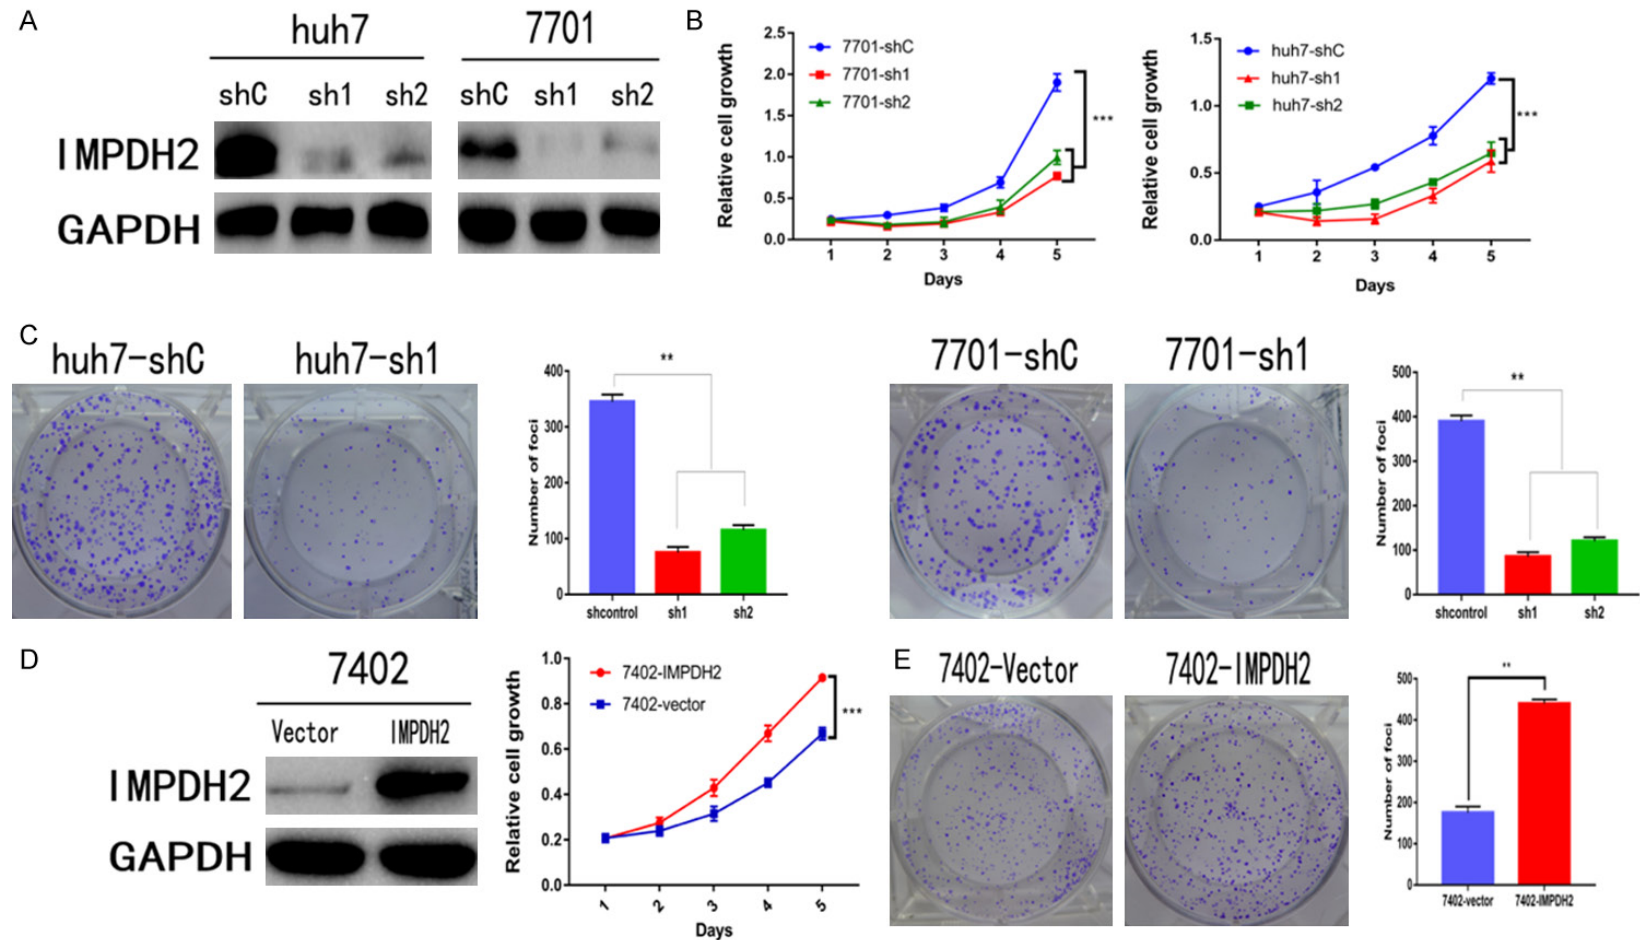 A
huh7
7701
shC sh1 sh2
shC sh1 sh2
IMPDH2
GAPDH
B
2.5
2.0
1.5
1.0
0.5
0.0
Relative cell growth
7701-shC
7701-sh1
7701-sh2
***
1 2 3 4 5
Days
1.5
1.0
0.5
0.0
Relative cell growth
huh7-shC
huh7-sh1
huh7-sh2
***
1 2 3 4 5
Days
C
huh7-shC
huh7-sh1
400
300
200
100
0
Number of foci
**
shcontrol sh1 sh2
7701-shC
7701-sh1
500
400
300
200
100
0
Number of foci
**
shcontrol sh1 sh2
D
7402
Vector IMPDH2
IMPDH2
GAPDH
1.0
0.8
0.6
0.4
0.2
0.0
Relative cell growth
7402-IMPDH2
7402-vector
***
1 2 3 4 5
Days
E
7402-Vector
7402-IMPDH2
500
400
300
200
100
0
Number of foci
**
7402-vector 7402-IMPDH2